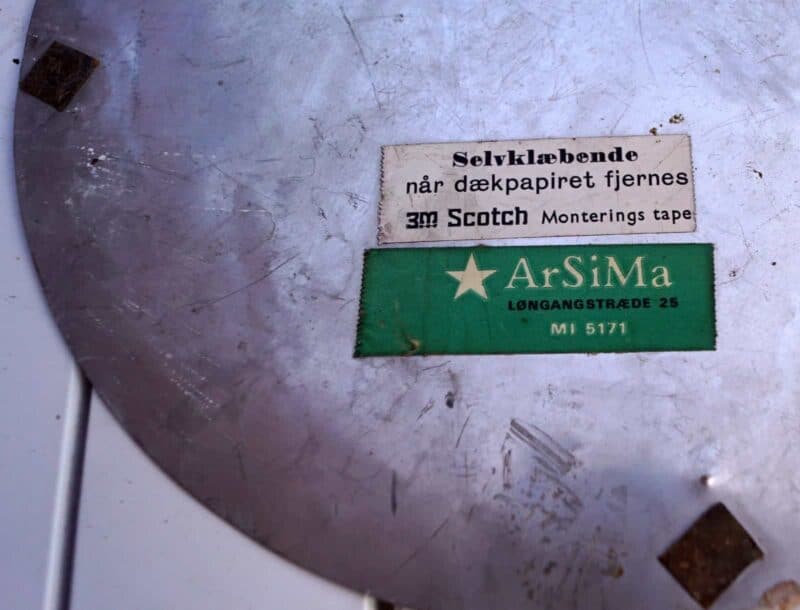 Selvklæbende
når dækpapiret fjernes
3M Scotch Monterings tape
ArSiMa
LØNGANGSTRÆDE 25
MI 5171